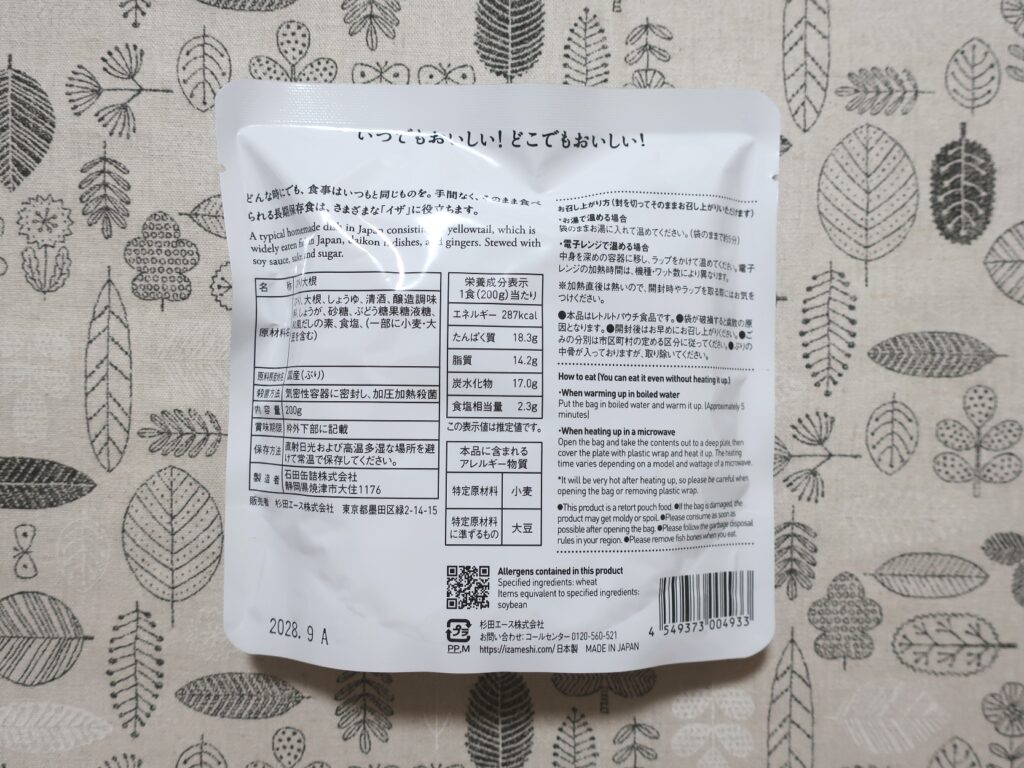 いつでもおいしい！どこでもおいしい！
どんな時にでも、食事はいつもと同じものを。手間なく、このまま食べ
られる長期保存食は、さまざまな「イザ」に役立ちます。
A typical homemade dish in Japan consisting yellowtail, which is
widely eaten in Japan, daikon radishes, and gingers. Stewed with
soy sauce, sake and sugar.
名称 ぶり大根
原材料名 ぶり、大根、しょうゆ、清酒、醸造調味
しょうが、砂糖、ぶどう糖果糖液糖、
風だしの素、食塩、(一部に小麦・大
豆を含む)
原料原産地名 国産(ぶり)
殺菌方法 気密性容器に密封し、加圧加熱殺菌
内容量 200g
賞味期限 枠外下部に記載
保存方法 直射日光および高温多湿な場所を避
けて常温で保存してください。
製造者 石田缶詰株式会社
静岡県焼津市大住1176
販売者 杉田エース株式会社 東京都墨田区緑2-14-15
2028.9 A
栄養成分表示
1食(200g)当たり
エネルギー 287kcal
たんぱく質 18.3g
脂質 14.2g
炭水化物 17.0g
食塩相当量 2.3g
この表示値は推定値です。
本品に含まれる
アレルギー物質
特定原材料 小麦
特定原材料
に準ずるもの 大豆
お召し上がり方(封を切ってそのままお召し上がりいただけます)
・お湯で温める場合
袋のままお湯に入れて温めてください。(袋のままで約5分)
・電子レンジで温める場合
中身を深めの容器に移し、ラップをかけて温めてください。電子
レンジの加熱時間は、機種・ワット数により異なります。
※加熱直後は熱いので、開封時やラップを取る際にはお気を
つけください。
●本品はレトルトパウチ食品です。●袋が破損すると腐敗の原
因となります。●開封後はお早めにお召し上がりください。●ご
みの分別は市区町村の定める区分に従ってください。●ぶりの
中骨が入っておりますが、取り除いてください。
How to eat (You can eat it even without heating it up.)
・When warming up in boiled water
Put the bag in boiled water and warm it up. (Approximately 5
minutes)
・When heating up in a microwave
Open the bag and take the contents out to a deep plate, then
cover the plate with plastic wrap and heat it up. The heating
time varies depending on a model and wattage of a microwave.
*It will be very hot after heating up, so please be careful when
opening the bag or removing plastic wrap.
●This product is a retort pouch food. ●If the bag is damaged, the
product may get moldy or spoil. ●Please consume as soon as
possible after opening the bag. ●Please follow the garbage disposal
rules in your region. ●Please remove fish bones when you eat.
Allergens contained in this product
Specified ingredients: wheat
Items equivalent to specified ingredients:
soybean
プラ
PP,M
杉田エース株式会社
お問い合わせ:コールセンター0120-560-521
https://izameshi.com/ 日本製 MADE IN JAPAN
4 549373 004933